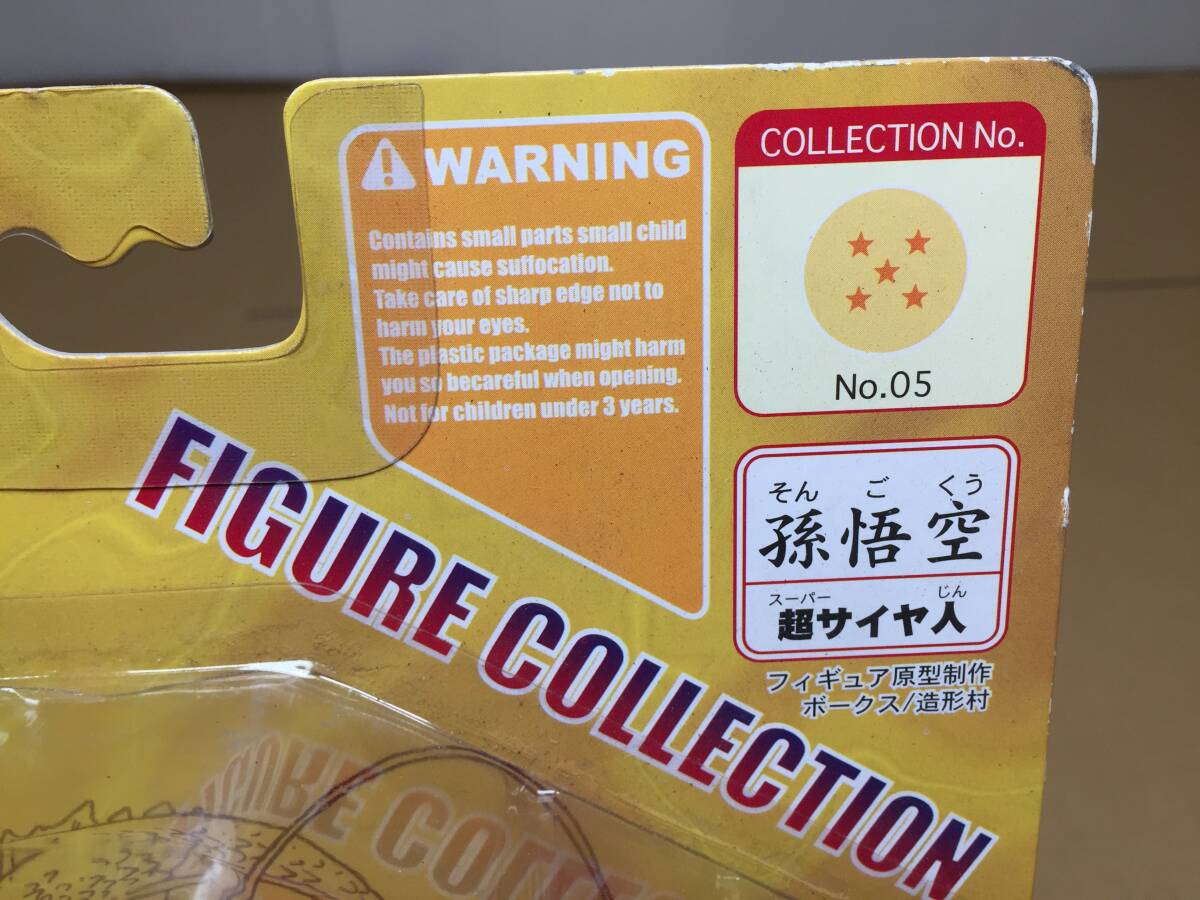 WARNING
Contains small parts small child
might cause suffocation.
Take care of sharp edge not to
harm your eyes.
The plastic package might harm
you so becareful when opening.
Not for children under 3 years.
COLLECTION No.
No.05
そん ご くう
孫悟空
スーパー じん
超サイヤ人
フィギュア原型制作
ボークス/造形村
FIGURE COLLECTION